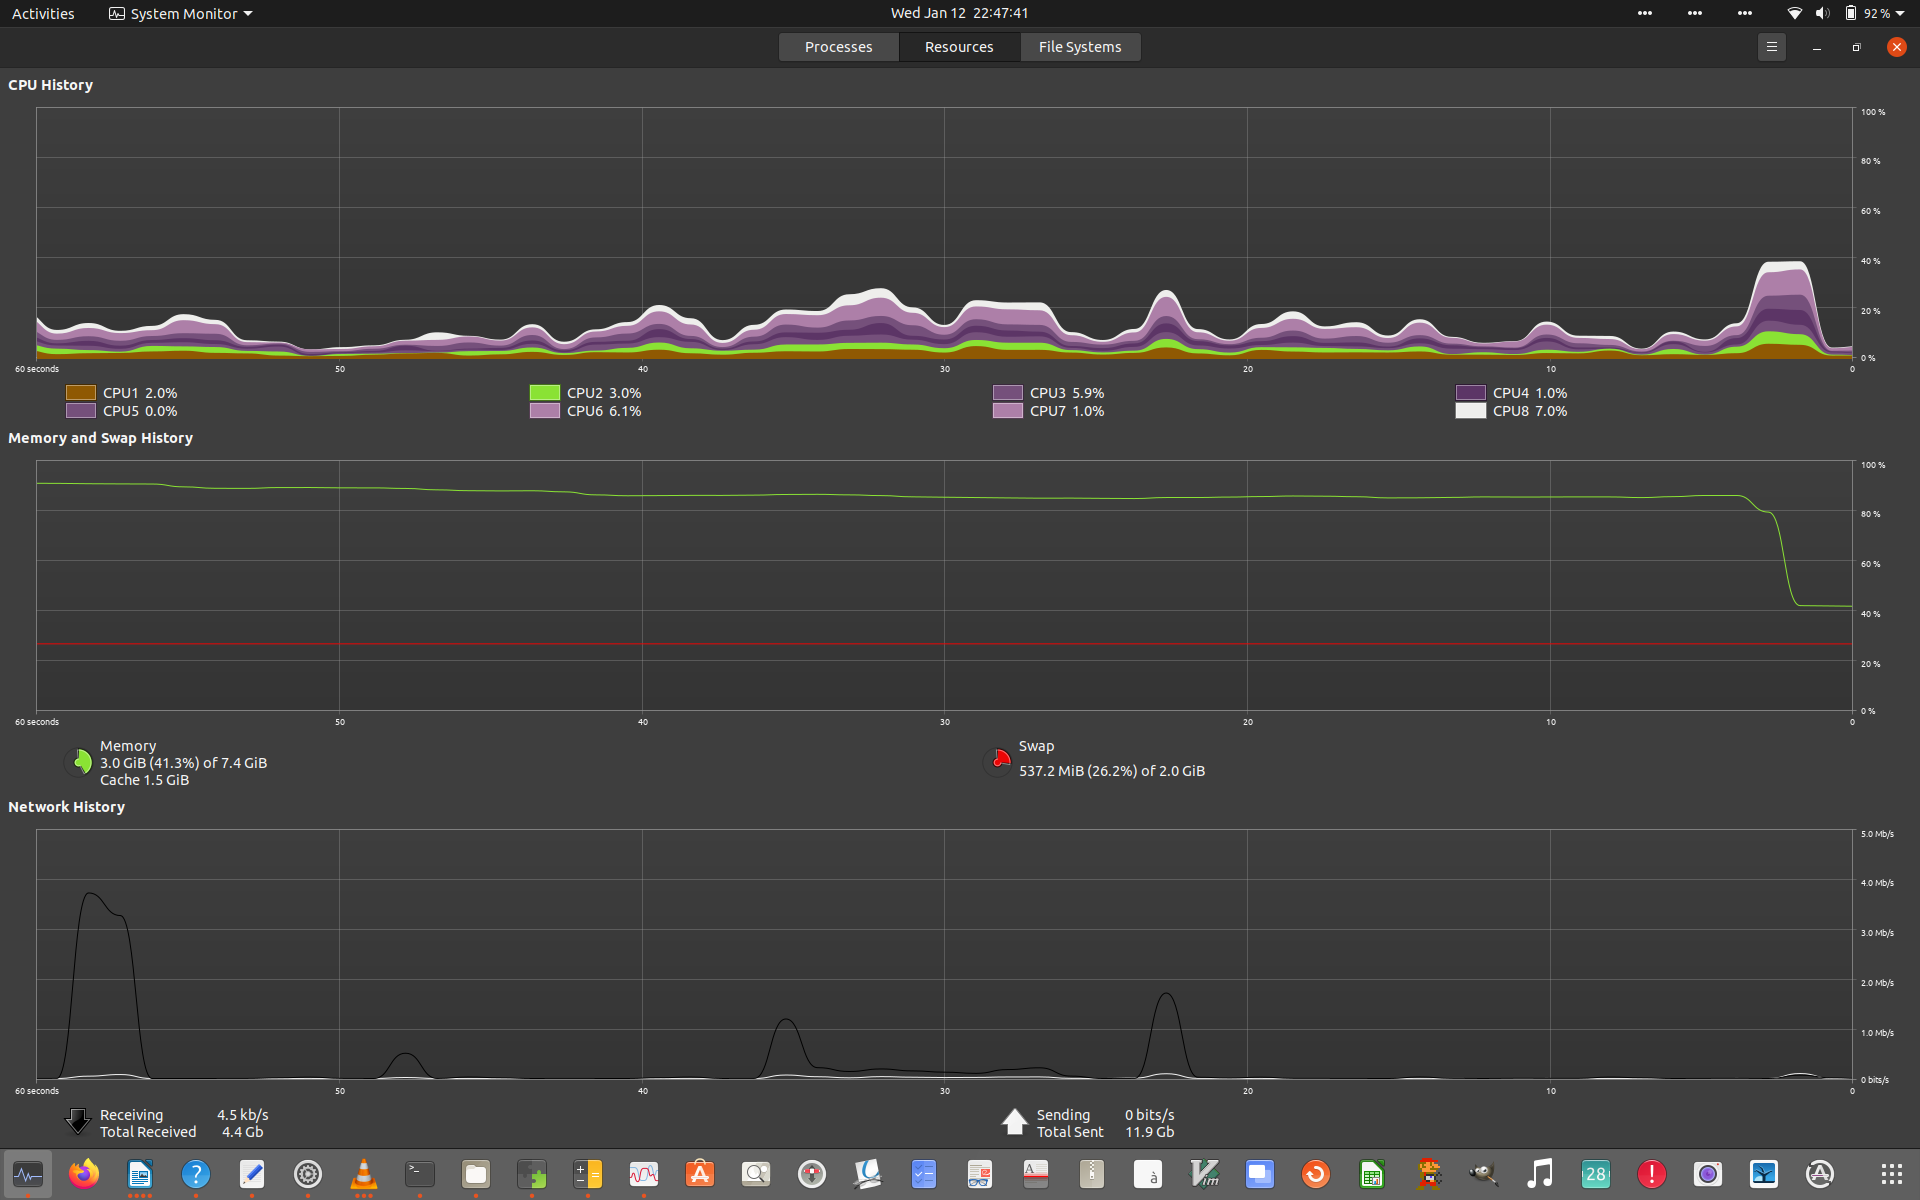 Activities System Monitor Wed Jan 12 22:47:41 92 %
Processes Resources File Systems
CPU History
100 %
80 %
60 %
40 %
20 %
0 %
60 seconds 50 40 30 20 10 0
CPU1 2.0% CPU2 3.0% CPU3 5.9% CPU4 1.0%
CPU5 0.0% CPU6 6.1% CPU7 1.0% CPU8 7.0%
Memory and Swap History
100 %
80 %
60 %
40 %
20 %
0 %
60 seconds 50 40 30 20 10 0
Memory
3.0 GiB (41.3%) of 7.4 GiB
Cache 1.5 GiB
Swap
537.2 MiB (26.2%) of 2.0 GiB
Network History
5.0 Mb/s
4.0 Mb/s
3.0 Mb/s
2.0 Mb/s
1.0 Mb/s
0 bits/s
60 seconds 50 40 30 20 10 0
Receiving 4.5 kb/s
Total Received 4.4 Gb
Sending 0 bits/s
Total Sent 11.9 Gb
? >_ A A à Vim 28 ! A